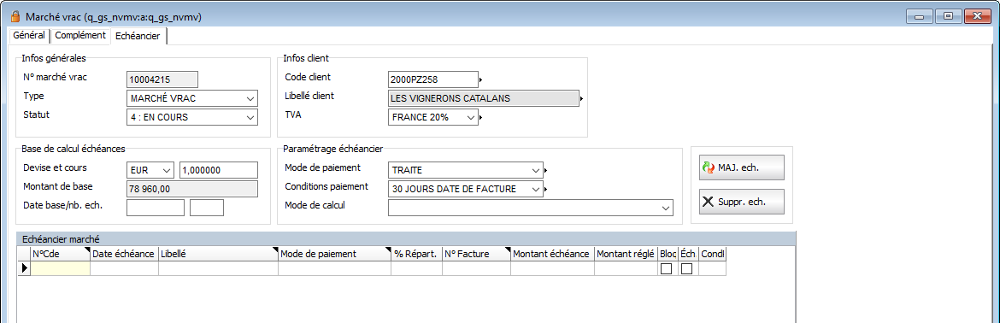 Marché vrac (q_gs_nvmv:a:q_gs_nvmv)
Général Complément Echéancier
Infos générales
N° marché vrac 10004215
Type MARCHÉ VRAC
Statut 4 : EN COURS
Infos client
Code client 2000PZ258
Libellé client LES VIGNERONS CATALANS
TVA FRANCE 20%
Base de calcul échéances
Devise et cours EUR 1,000000
Montant de base 78 960,00
Date base/nb. ech.
Paramétrage échéancier
Mode de paiement TRAITE
Conditions paiement 30 JOURS DATE DE FACTURE
Mode de calcul
MAJ. ech.
Suppr. ech.
Echéancier marché
N°Cde Date échéance Libellé Mode de paiement % Répart. N° Facture Montant échéance Montant réglé Bloc Éch Condi